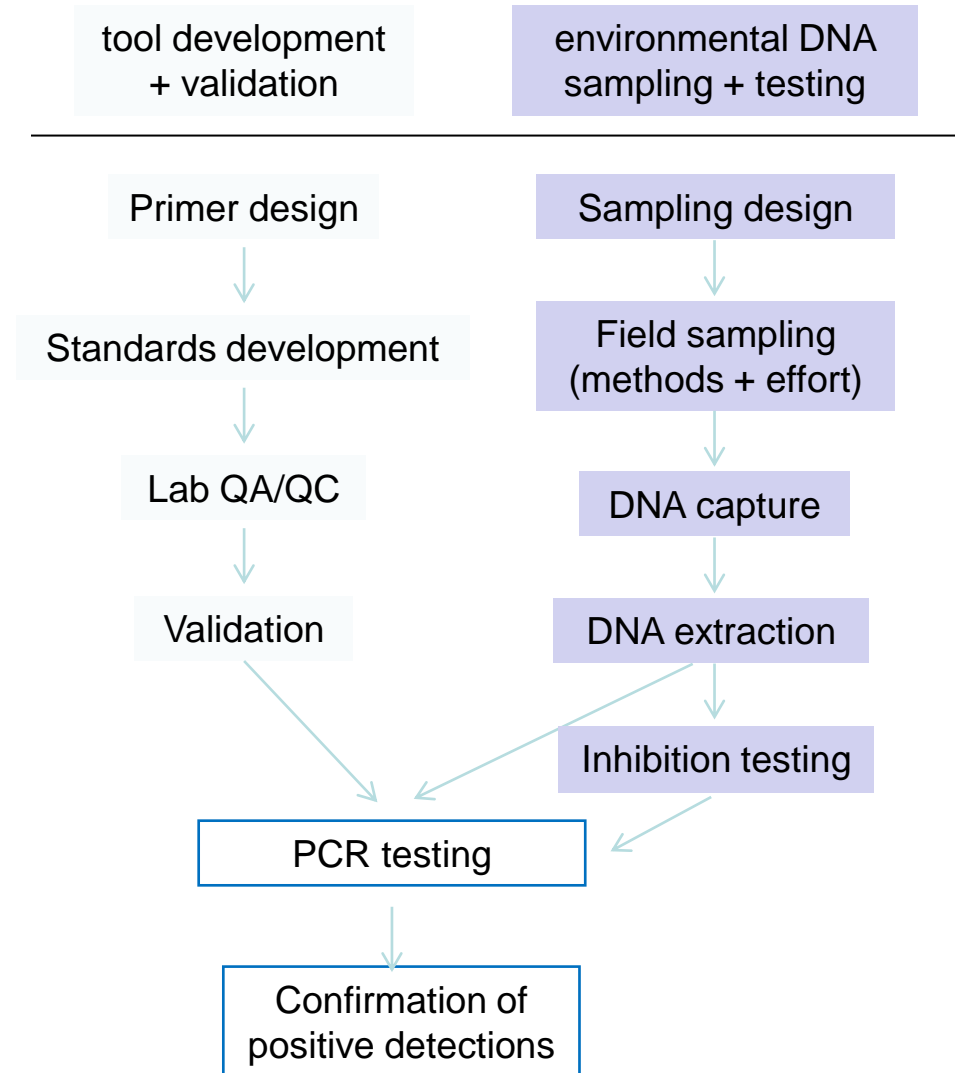 tool development
+ validation
environmental DNA
sampling + testing
Primer design
Sampling design
Standards development
Field sampling
(methods + effort)
Lab QA/QC
DNA capture
Validation
DNA extraction
Inhibition testing
PCR testing
Confirmation of
positive detections